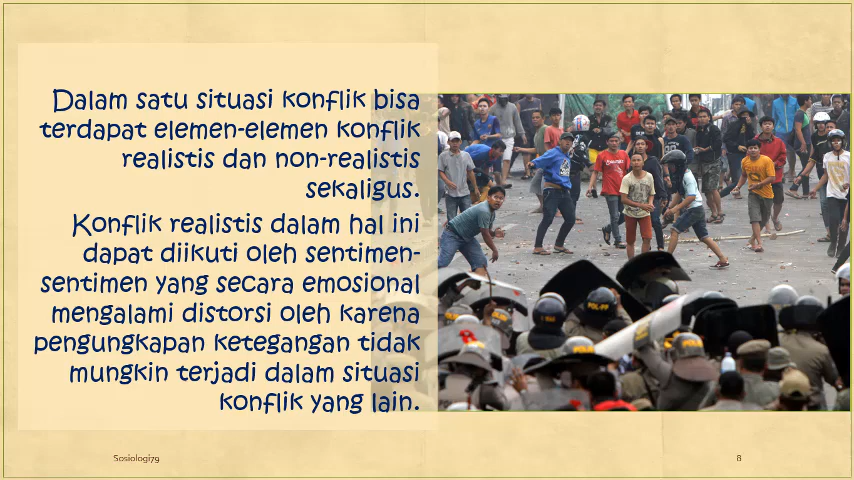 Dalam satu situasi konflik bisa
terdapat elemen-elemen konflik
realistis dan non-realistis
sekaligus.
Konflik realistis dalam hal ini
dapat diikuti oleh sentimen-
sentimen yang secara emosional
mengalami distorsi oleh karena
pengungkapan ketegangan tidak
mungkin terjadi dalam situasi
konflik yang lain.
POL-PP
Sosiologi79
8